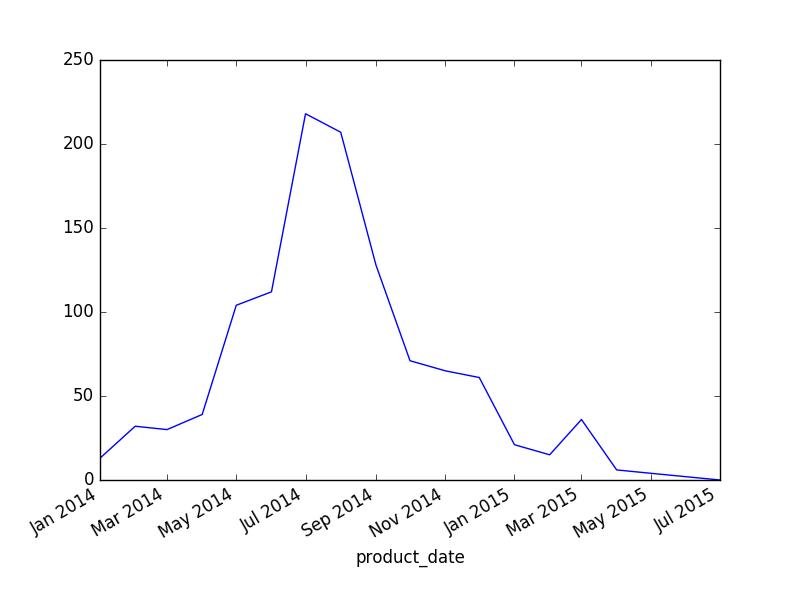 250
200
150
100
50
0
Jan 2014
Mar 2014
May 2014
Jul 2014
Sep 2014
Nov 2014
Jan 2015
Mar 2015
May 2015
Jul 2015
product_date